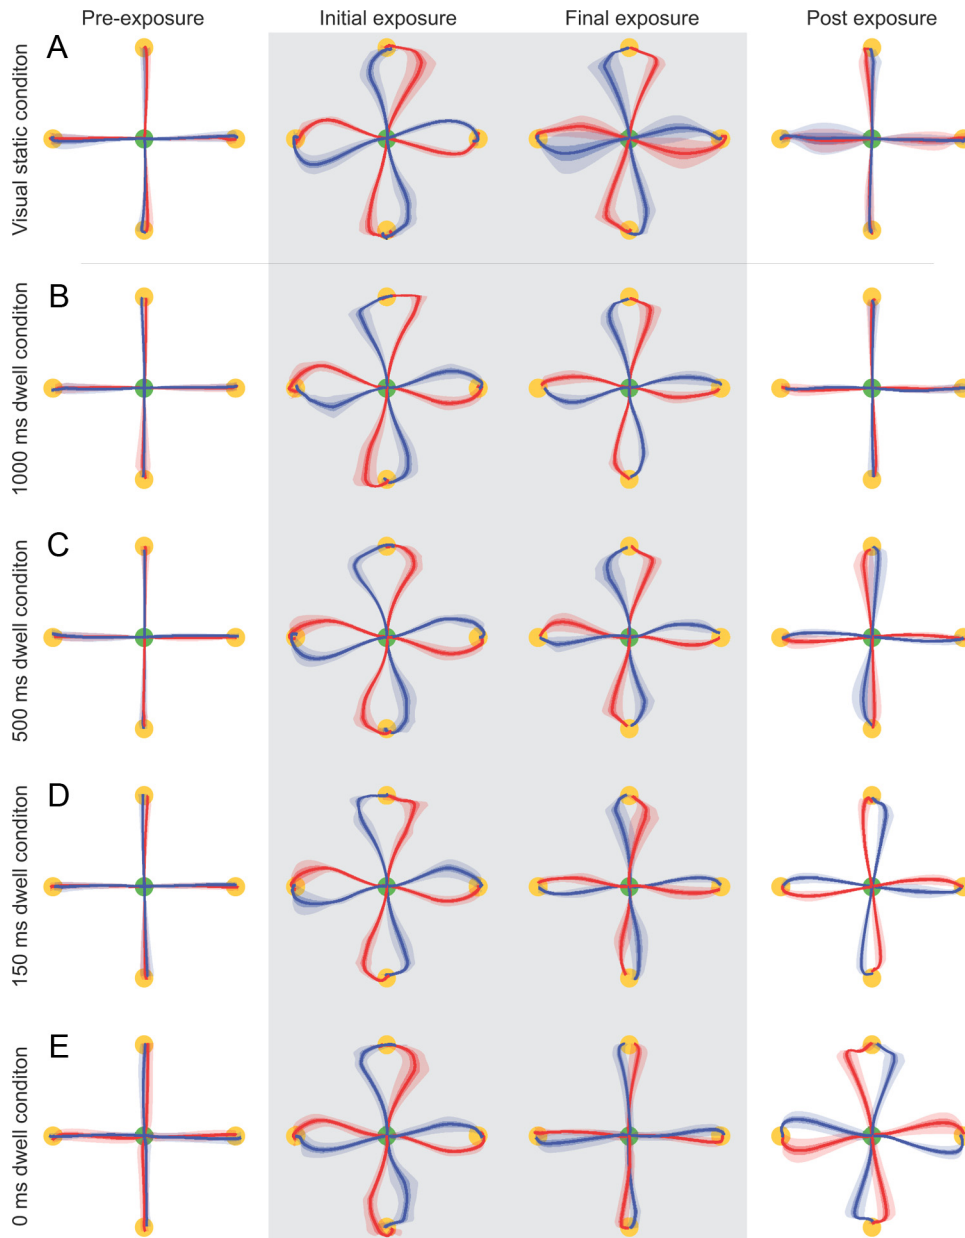 Pre-exposure Initial exposure Final exposure Post exposure
A
Visual static conditon
B
1000 ms dwell conditon
C
500 ms dwell conditon
D
150 ms dwell conditon
E
0 ms dwell conditon